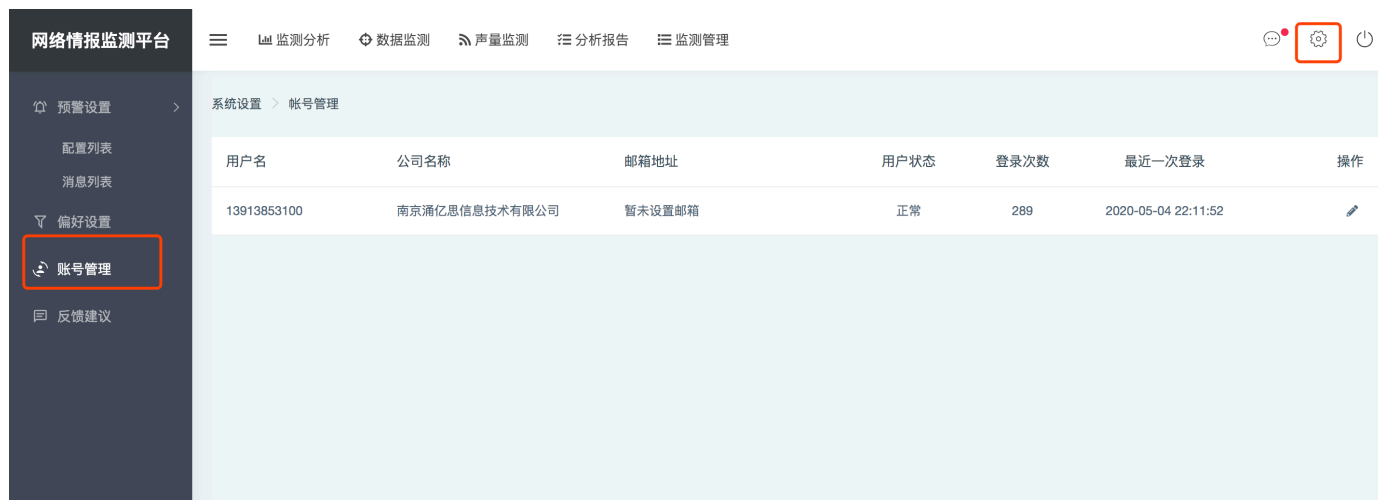 网络情报监测平台 监测分析 数据监测 声量监测 分析报告 监测管理
预警设置
配置列表
消息列表
偏好设置
账号管理
反馈建议
系统设置 > 帐号管理
用户名 公司名称 邮箱地址 用户状态 登录次数 最近一次登录 操作
13913853100 南京涌亿思信息技术有限公司 暂未设置邮箱 正常 289 2020-05-04 22:11:52